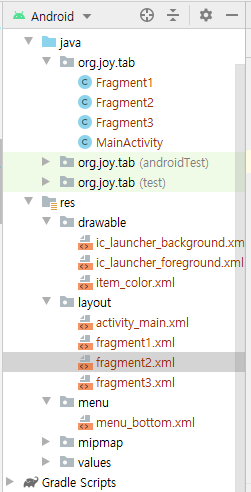 Android
java
org.joy.tab
Fragment1
Fragment2
Fragment3
MainActivity
org.joy.tab (androidTest)
org.joy.tab (test)
res
drawable
ic_launcher_background.xm
ic_launcher_foreground.xm
item_color.xml
layout
activity_main.xml
fragment1.xml
fragment2.xml
fragment3.xml
menu
menu_bottom.xml
mipmap
values
Gradle Scripts